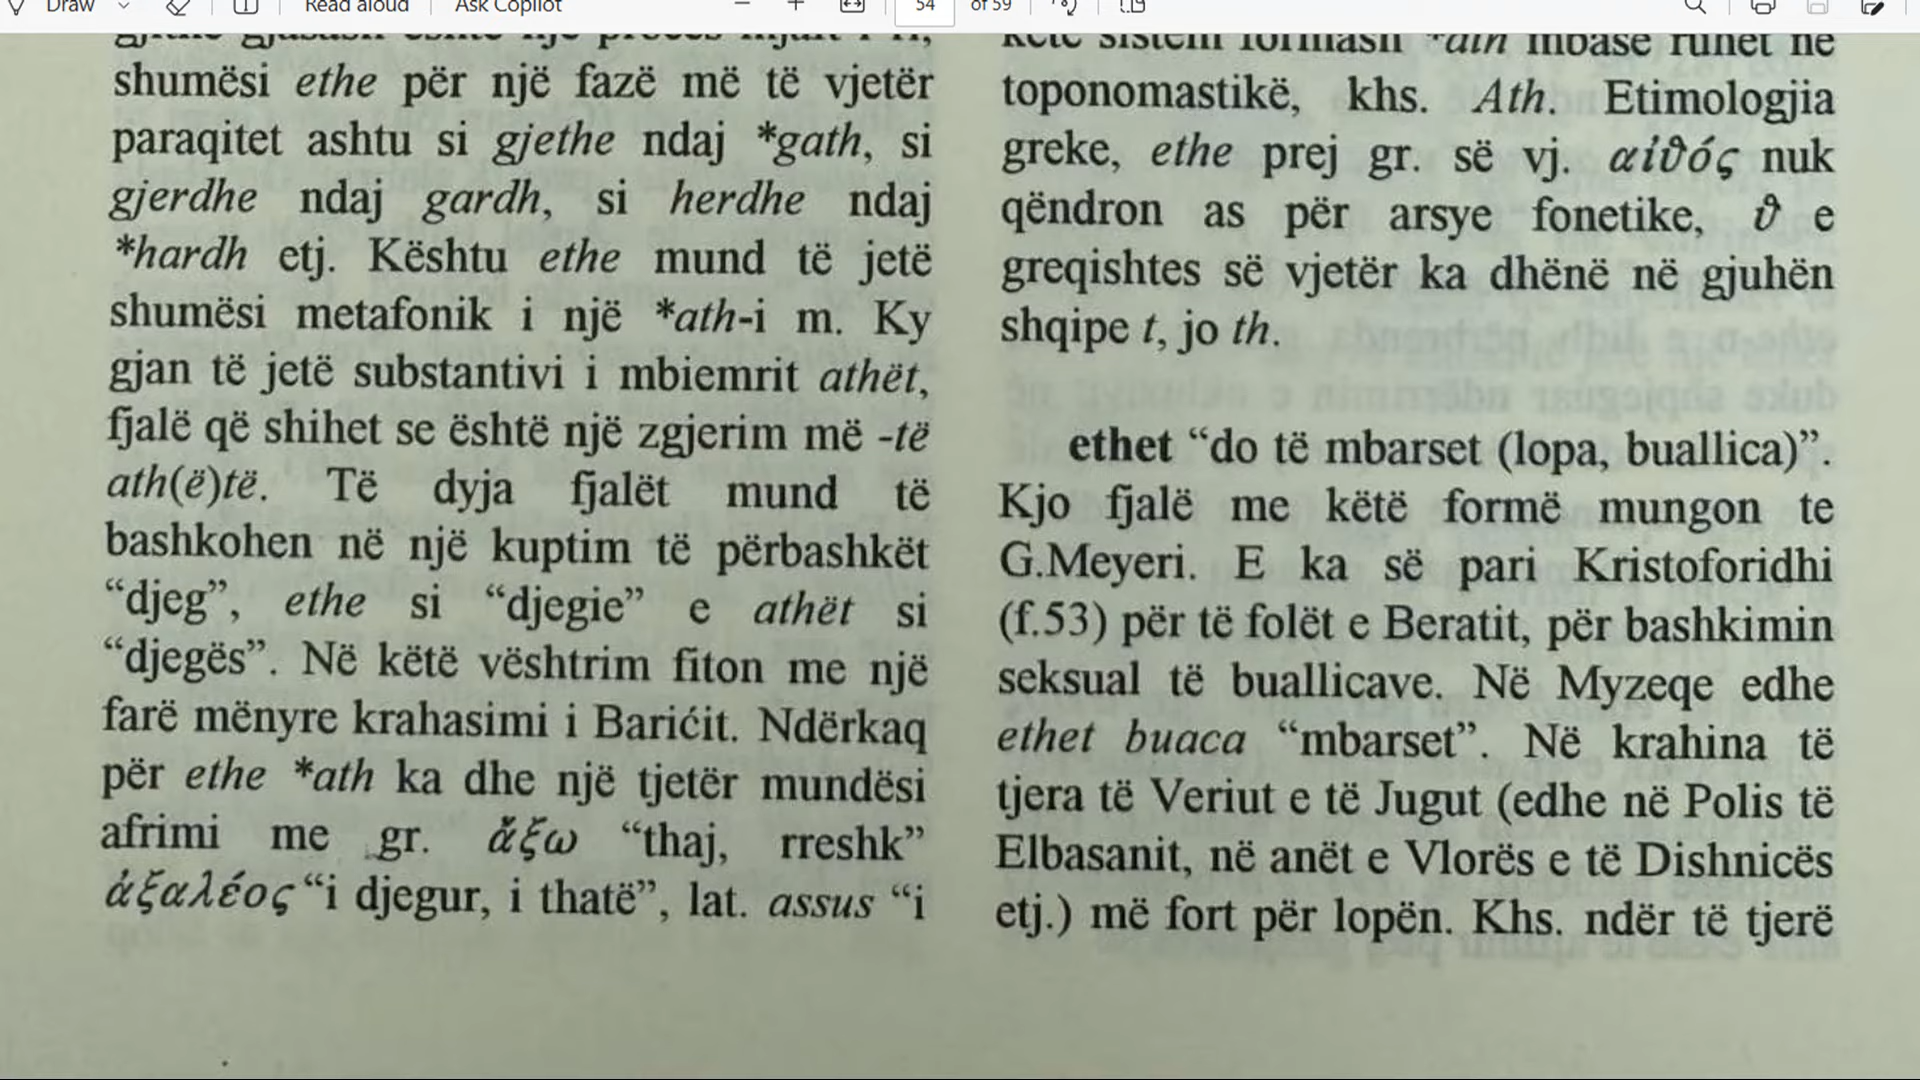 Draw
Read aloud
Ask Copilot
54
of 59
shumësi ethe për një fazë më të vjetër
paraqitet ashtu si gjethe ndaj *gath, si
gjerdhe ndaj gardh, si herdhe ndaj
*hardh etj. Kështu ethe mund të jetë
shumësi metafonik i një *ath-i m. Ky
gjan të jetë substantivi i mbiemrit athët,
fjalë që shihet se është një zgjerim më -të
ath(ë)të. Të dyja fjalët mund të
bashkohen në një kuptim të përbashkët
“djeg”, ethe si “djegie” e athët si
“djegës”. Në këtë vështrim fiton me një
farë mënyre krahasimi i Barićit. Ndërkaq
për ethe *ath ka dhe një tjetër mundësi
afrimi me gr. ἄξω “thaj, rreshk”
ἀξαλέος “i djegur, i thatë”, lat. assus “i
këtë sistem formash *ath mbase ruhet në
toponomastikë, khs. Ath. Etimologjia
greke, ethe prej gr. së vj. αἰϑός nuk
qëndron as për arsye fonetike, ϑ e
greqishtes së vjetër ka dhënë në gjuhën
shqipe t, jo th.
ethet “do të mbarset (lopa, buallica)”.
Kjo fjalë me këtë formë mungon te
G.Meyeri. E ka së pari Kristoforidhi
(f.53) për të folët e Beratit, për bashkimin
seksual të buallicave. Në Myzeqe edhe
ethet buaca “mbarset”. Në krahina të
tjera të Veriut e të Jugut (edhe në Polis të
Elbasanit, në anët e Vlorës e të Dishnicës
etj.) më fort për lopën. Khs. ndër të tjerë